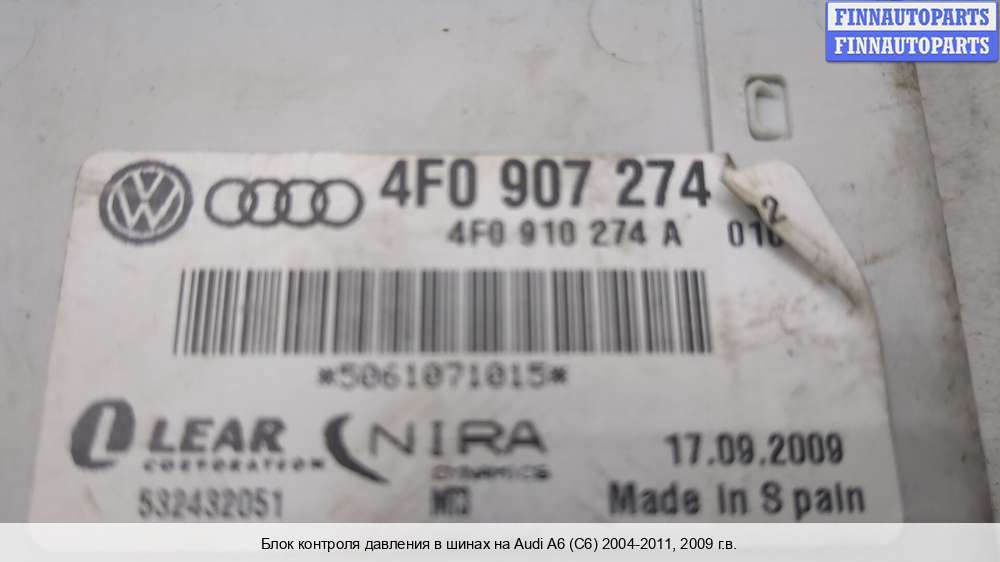 FINNAUTOPARTS
FINNAUTOPARTS
4F0 907 274
4F0 910 274 A
*5061071015*
LEAR
CORPORATION
NIRA
DYNAMICS
17.09.2009
532432051
Made in Spain
Блок контроля давления в шинах на Audi A6 (C6) 2004-2011, 2009 г.в.